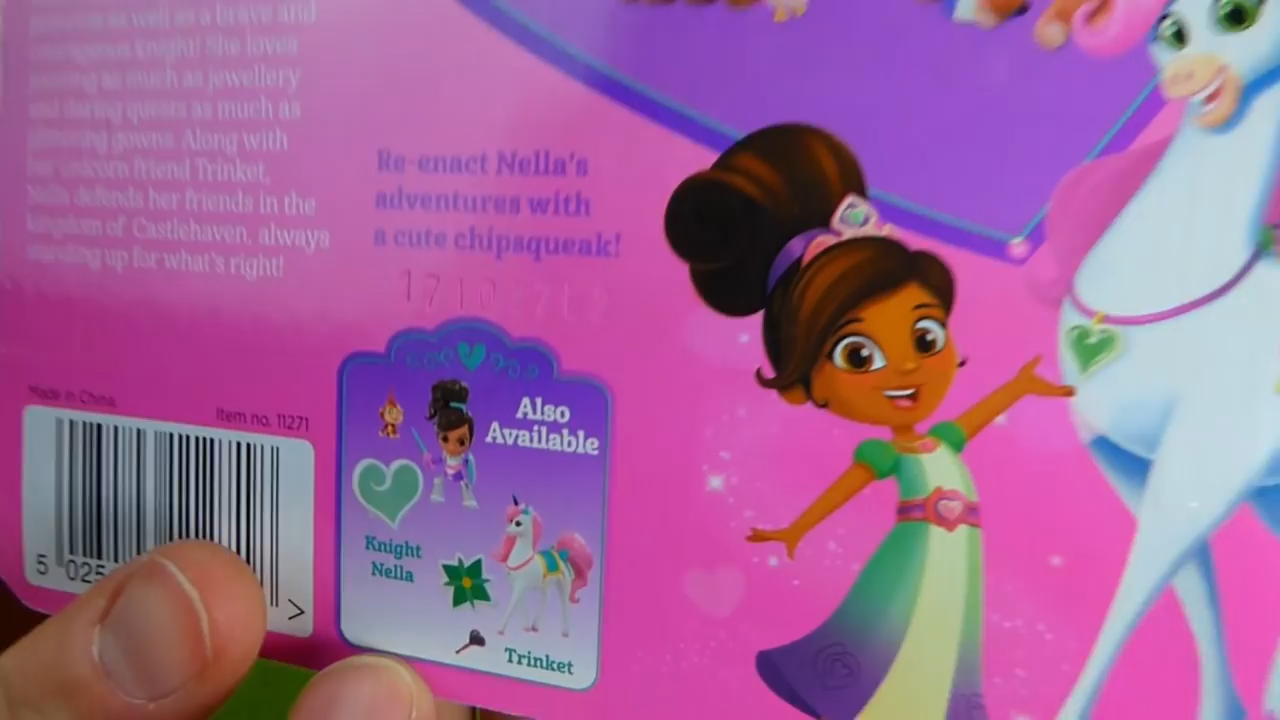 as well as a brave and
knight! She loves
as much as jewellery
and daring quests as much as
gowns. Along with
her unicorn friend Trinket,
Nella defends her friends in the
kingdom of Castlehaven, always
standing up for what's right!
Re-enact Nella's
adventures with
a cute chipsqueak!
1710
Made in China.
Item no. 11271
5 025
>
Also
Available
Knight
Nella
Trinket